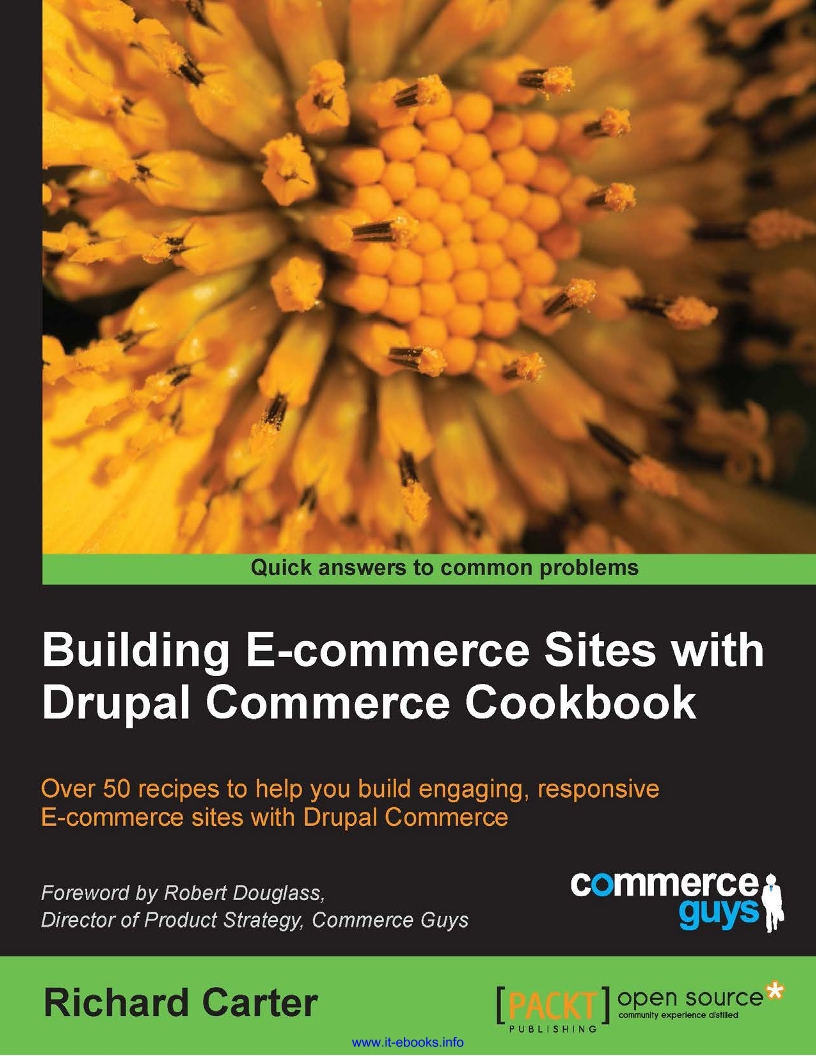 Quick answers to common problems
Building E-commerce Sites with
Drupal Commerce Cookbook
Over 50 recipes to help you build engaging, responsive
E-commerce sites with Drupal Commerce
Foreword by Robert Douglass,
Director of Product Strategy, Commerce Guys
commerce
guys
Richard Carter
[PACKT]
PUBLISHING
open source*
community experience distilled
www.it-ebooks.info